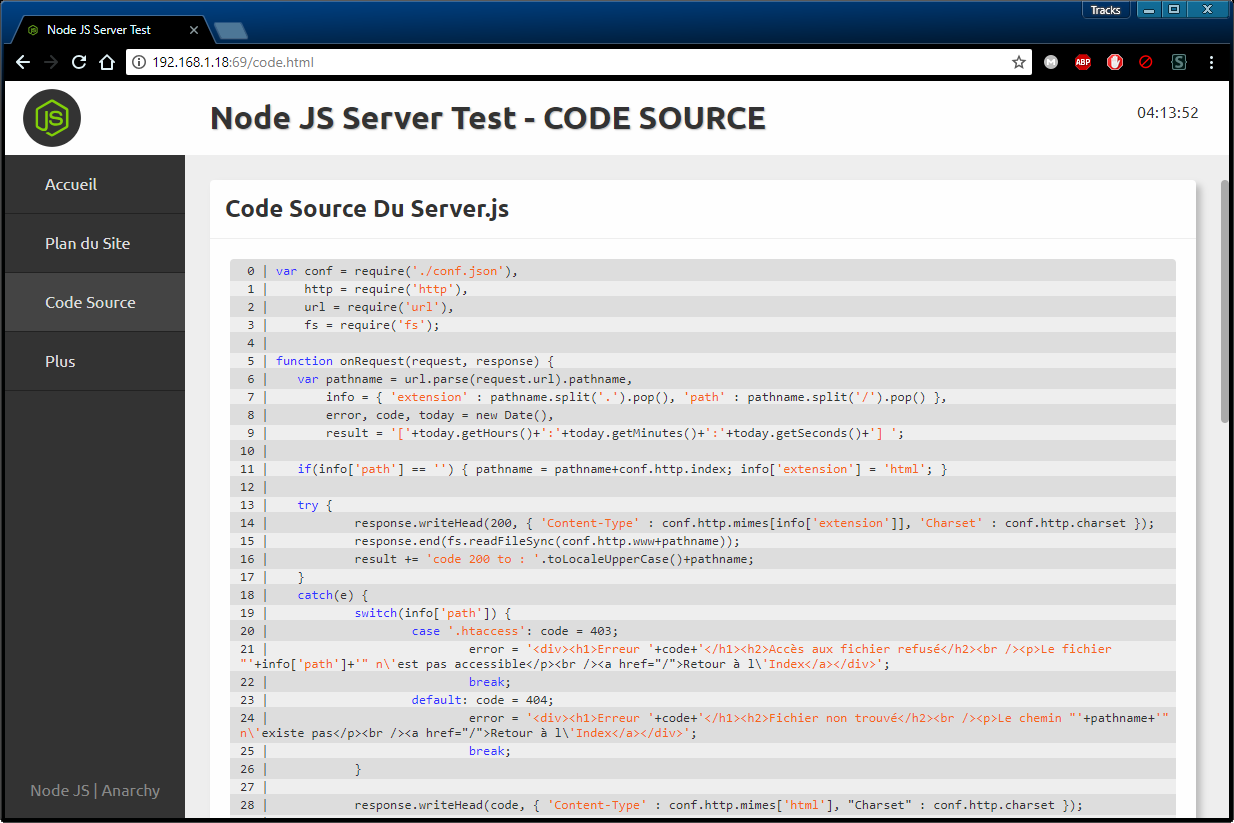 Tracks
Node JS Server Test
192.168.1.18:69/code.html
M ABP S
JS
Node JS Server Test - CODE SOURCE
04:13:52
Accueil
Plan du Site
Code Source
Plus
Node JS | Anarchy
Code Source Du Server.js
0 | var conf = require('./conf.json'),
1 |     http = require('http'),
2 |     url = require('url'),
3 |     fs = require('fs');
4 |
5 | function onRequest(request, response) {
6 |    var pathname = url.parse(request.url).pathname,
7 |        info = { 'extension' : pathname.split('.').pop(), 'path' : pathname.split('/').pop() },
8 |        error, code, today = new Date(),
9 |        result = '['+today.getHours()+':'+today.getMinutes()+':'+today.getSeconds()+'] ';
10 |
11 |    if(info['path'] == '') { pathname = pathname+conf.http.index; info['extension'] = 'html'; }
12 |
13 |    try {
14 |            response.writeHead(200, { 'Content-Type' : conf.http.mimes[info['extension']], 'Charset' : conf.http.charset });
15 |            response.end(fs.readFileSync(conf.http.www+pathname));
16 |            result += 'code 200 to : '.toLocaleUpperCase()+pathname;
17 |    }
18 |    catch(e) {
19 |            switch(info['path']) {
20 |                    case '.htaccess': code = 403;
21 |                            error = '<div><h1>Erreur '+code+'</h1><h2>Accès aux fichier refusé</h2><br /><p>Le fichier
"'+info['path']+'" n\'est pas accessible</p><br /><a href="/">Retour à l\'Index</a></div>';
22 |                            break;
23 |                    default: code = 404;
24 |                            error = '<div><h1>Erreur '+code+'</h1><h2>Fichier non trouvé</h2><br /><p>Le chemin "'+pathname+'"
n\'existe pas</p><br /><a href="/">Retour à l\'Index</a></div>';
25 |                            break;
26 |            }
27 |
28 |            response.writeHead(code, { 'Content-Type' : conf.http.mimes['html'], "Charset" : conf.http.charset });